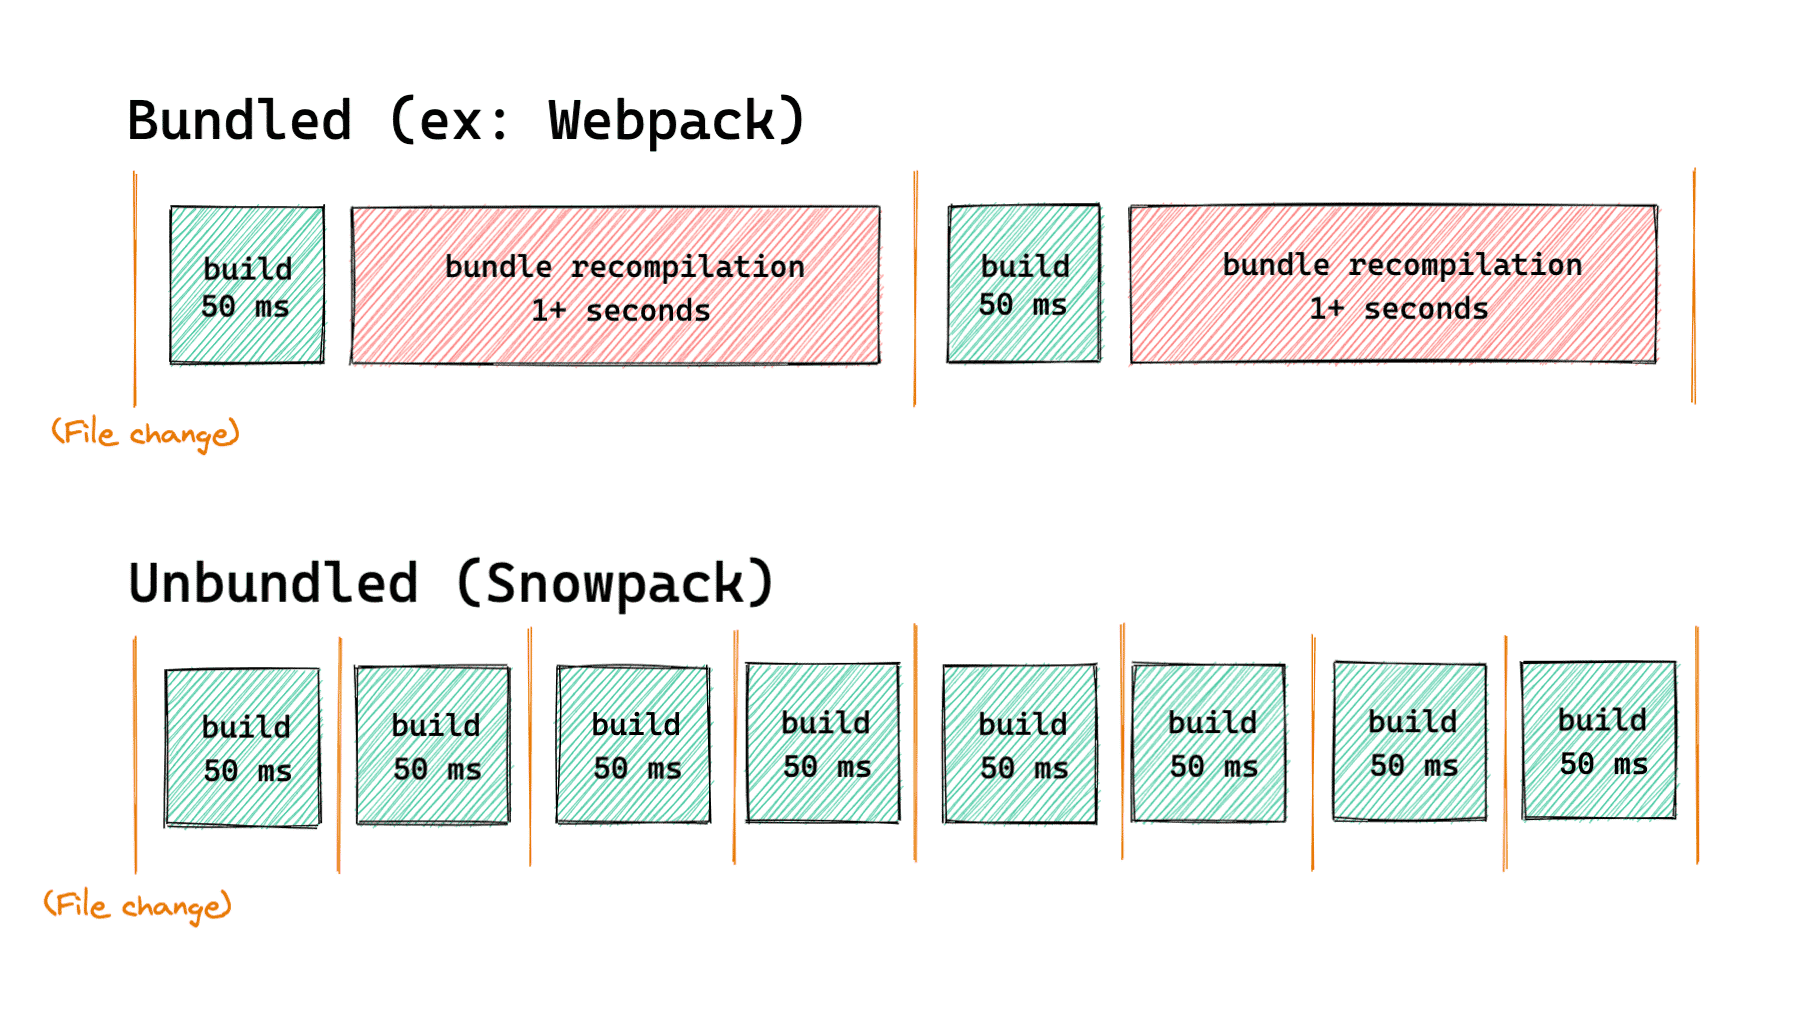 Bundled (ex: Webpack)
build
50 ms
bundle recompilation
1+ seconds
build
50 ms
bundle recompilation
1+ seconds
(File change)
Unbundled (Snowpack)
build
50 ms
build
50 ms
build
50 ms
build
50 ms
build
50 ms
build
50 ms
build
50 ms
build
50 ms
(File change)